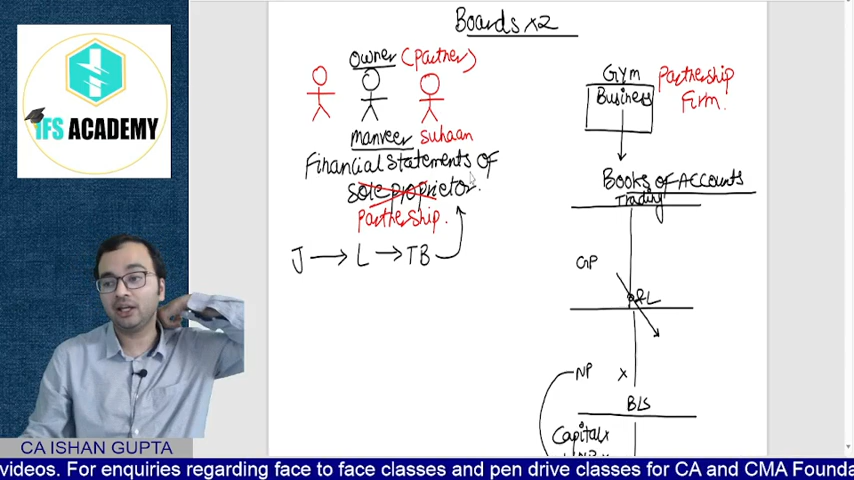 Boards x2
Owner (Partner)
Manveer Suhaan
Financial Statements of
Sole proprietor.
Partnership.
J → L → TB
Gym
Business
Partnership
Firm.
Books of Accounts
Trading
GP
P&L
NP x
BLS
Capital x
IFS ACADEMY
CA ISHAN GUPTA
videos. For enquiries regarding face to face classes and pen drive classes for CA and CMA Founda